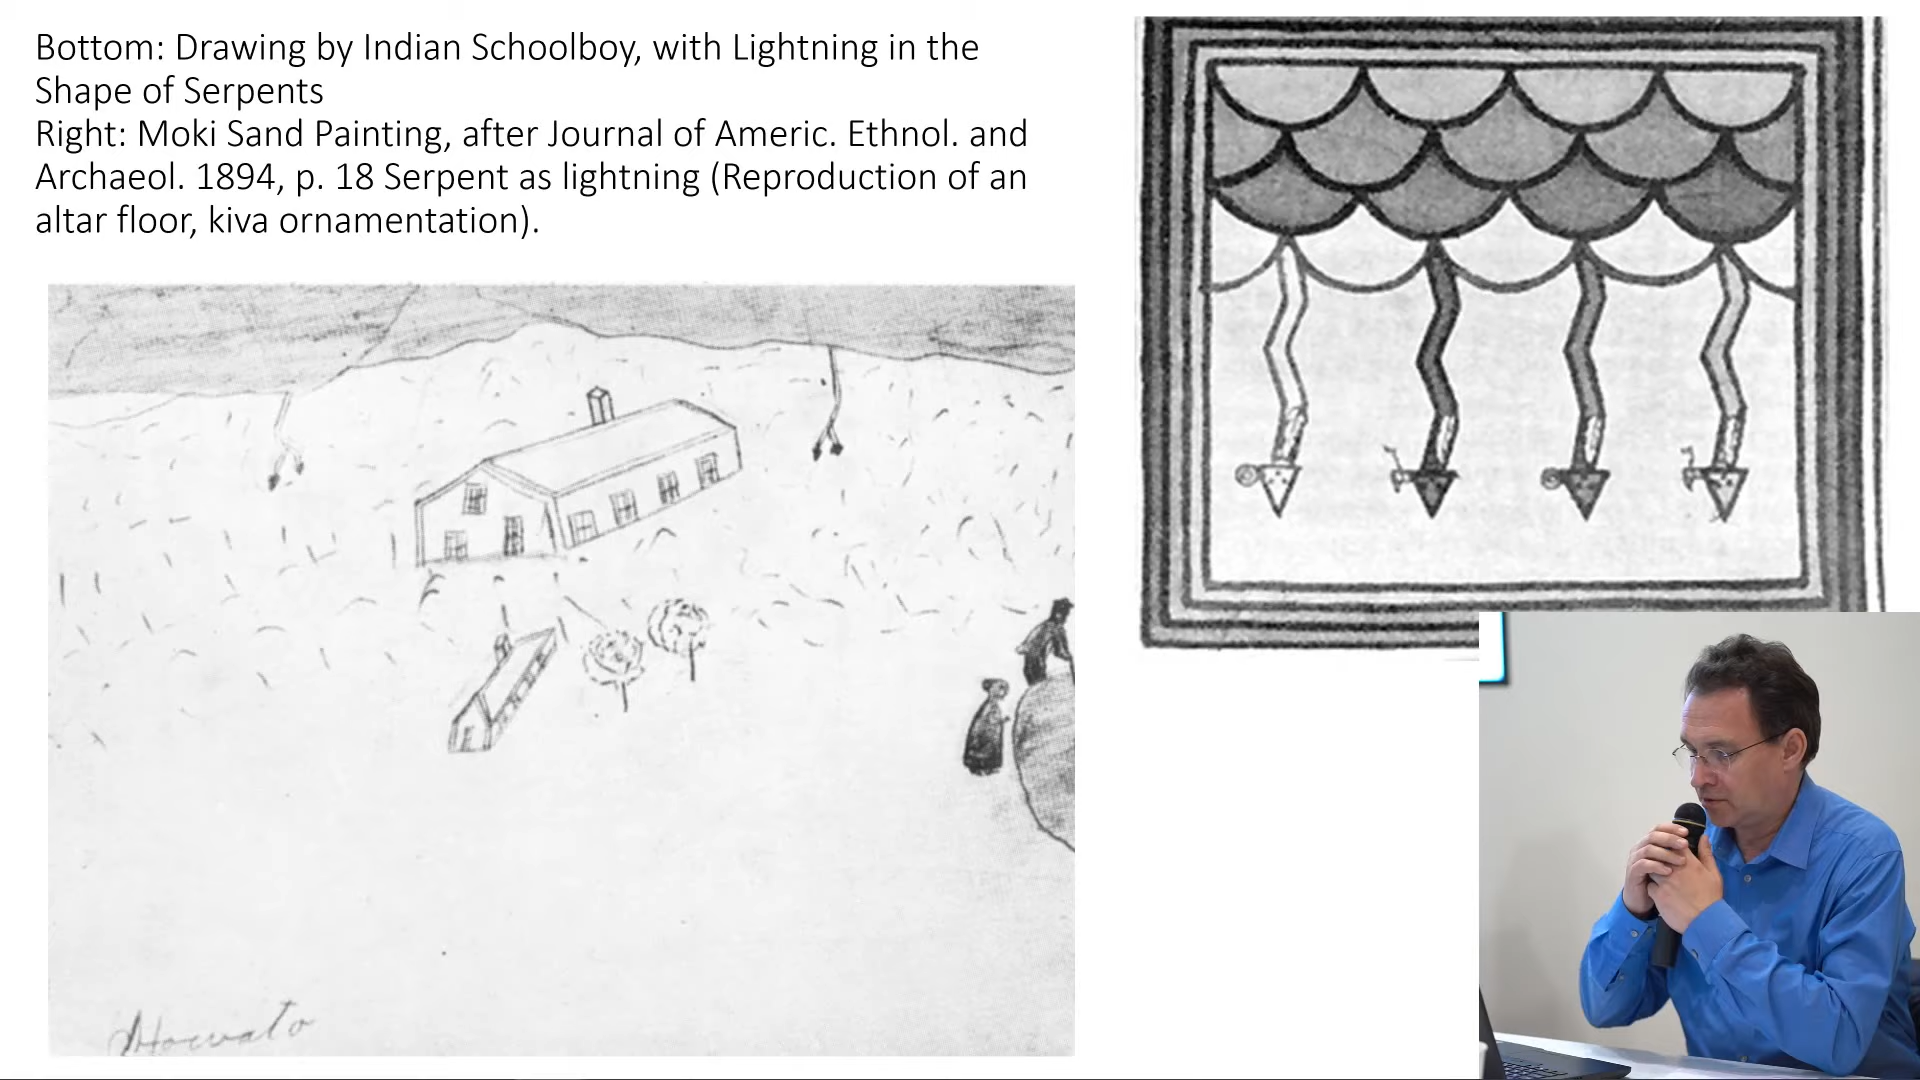 Bottom: Drawing by Indian Schoolboy, with Lightning in the
Shape of Serpents
Right: Moki Sand Painting, after Journal of Americ. Ethnol. and
Archaeol. 1894, p. 18 Serpent as lightning (Reproduction of an
altar floor, kiva ornamentation).
Howato